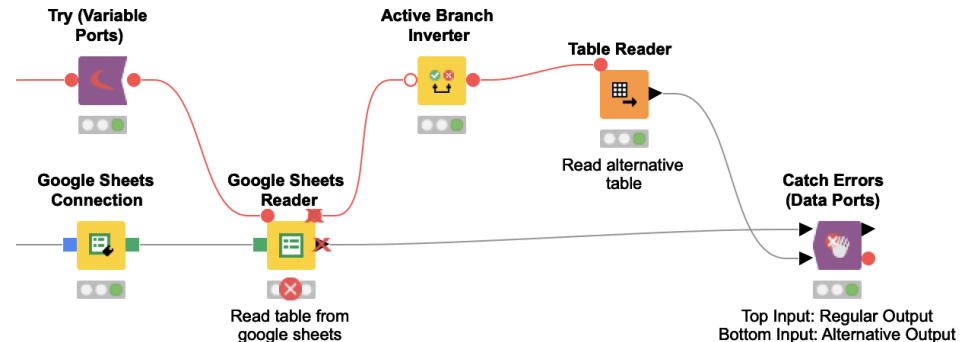 Try (Variable
Ports)
Active Branch
Inverter
Table Reader
Read alternative
table
Google Sheets
Connection
Google Sheets
Reader
Read table from
google sheets
Catch Errors
(Data Ports)
Top Input: Regular Output
Bottom Input: Alternative Output